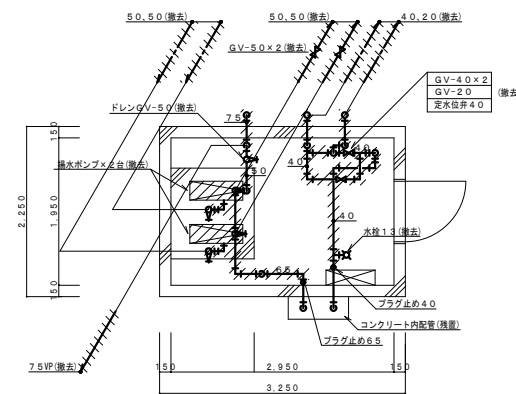 50,50(撤去)
50,50(撤去)
40,20(撤去)
GV-50×2(撤去)
GV-40×2
GV-20
定水位弁40
(撤去
ドレンGV-50(撤去)
75
150
揚水ポンプ×2台(撤去)
50
40
40
2,250
1,950
40
水栓13(撤去)
65
150
プラグ止め40
コンクリート内配管(残置)
プラグ止め65
75VP(撤去)
150
2,950
150
3,250